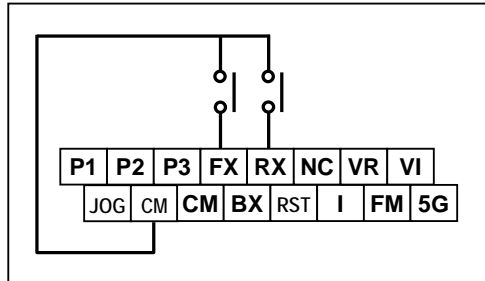 P1 P2 P3 FX RX NC VR VI
JOG CM CM BX RST I FM 5G